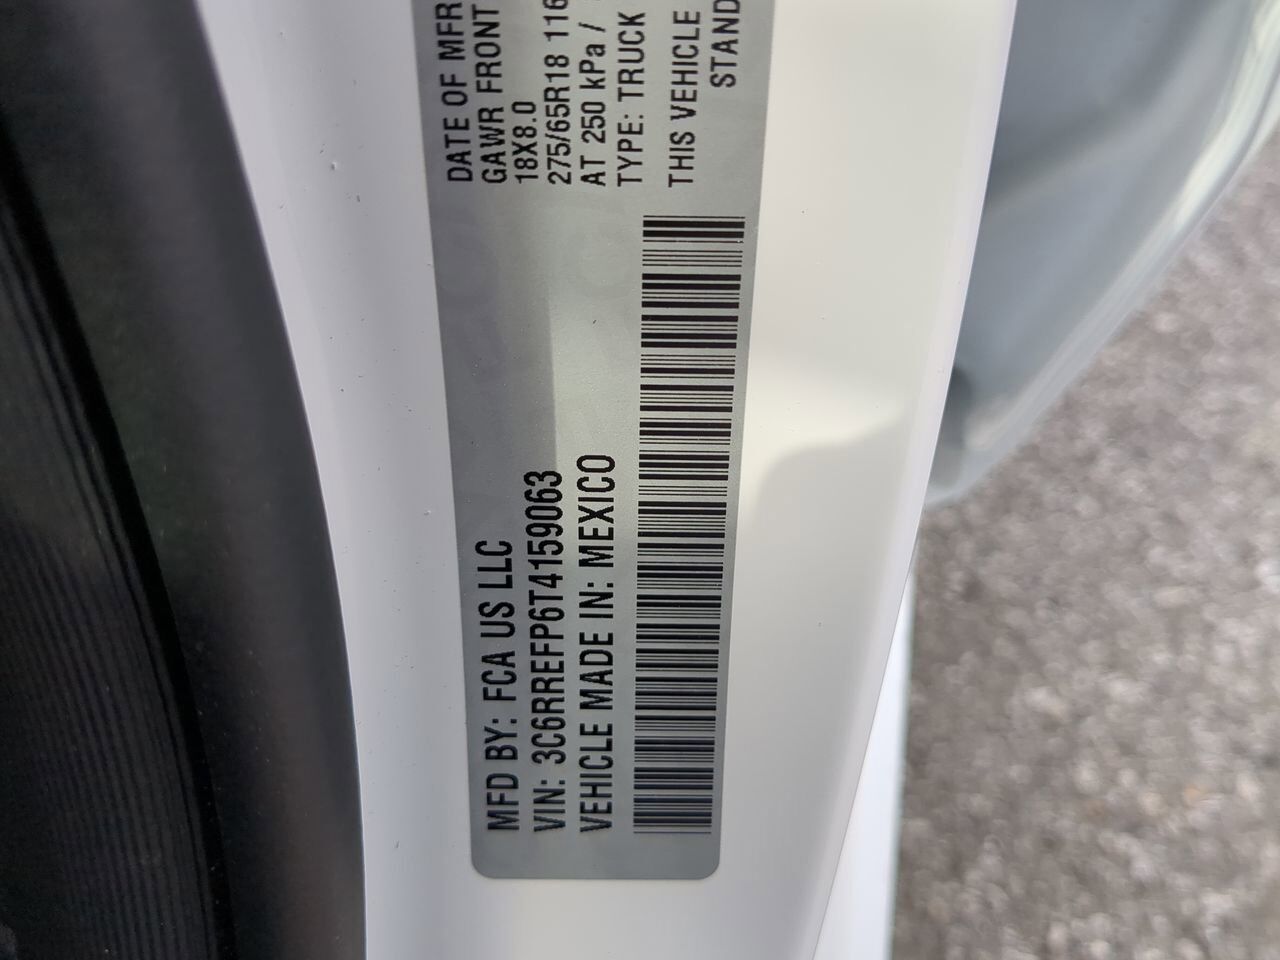 MFD BY: FCA US LLC
VIN: 3C6RREFP6T4159063
VEHICLE MADE IN: MEXICO
DATE OF MFR
GAWR FRONT
18X8.0
275/65R18 116
AT 250 kPa /
TYPE: TRUCK
THIS VEHICLE
STAND